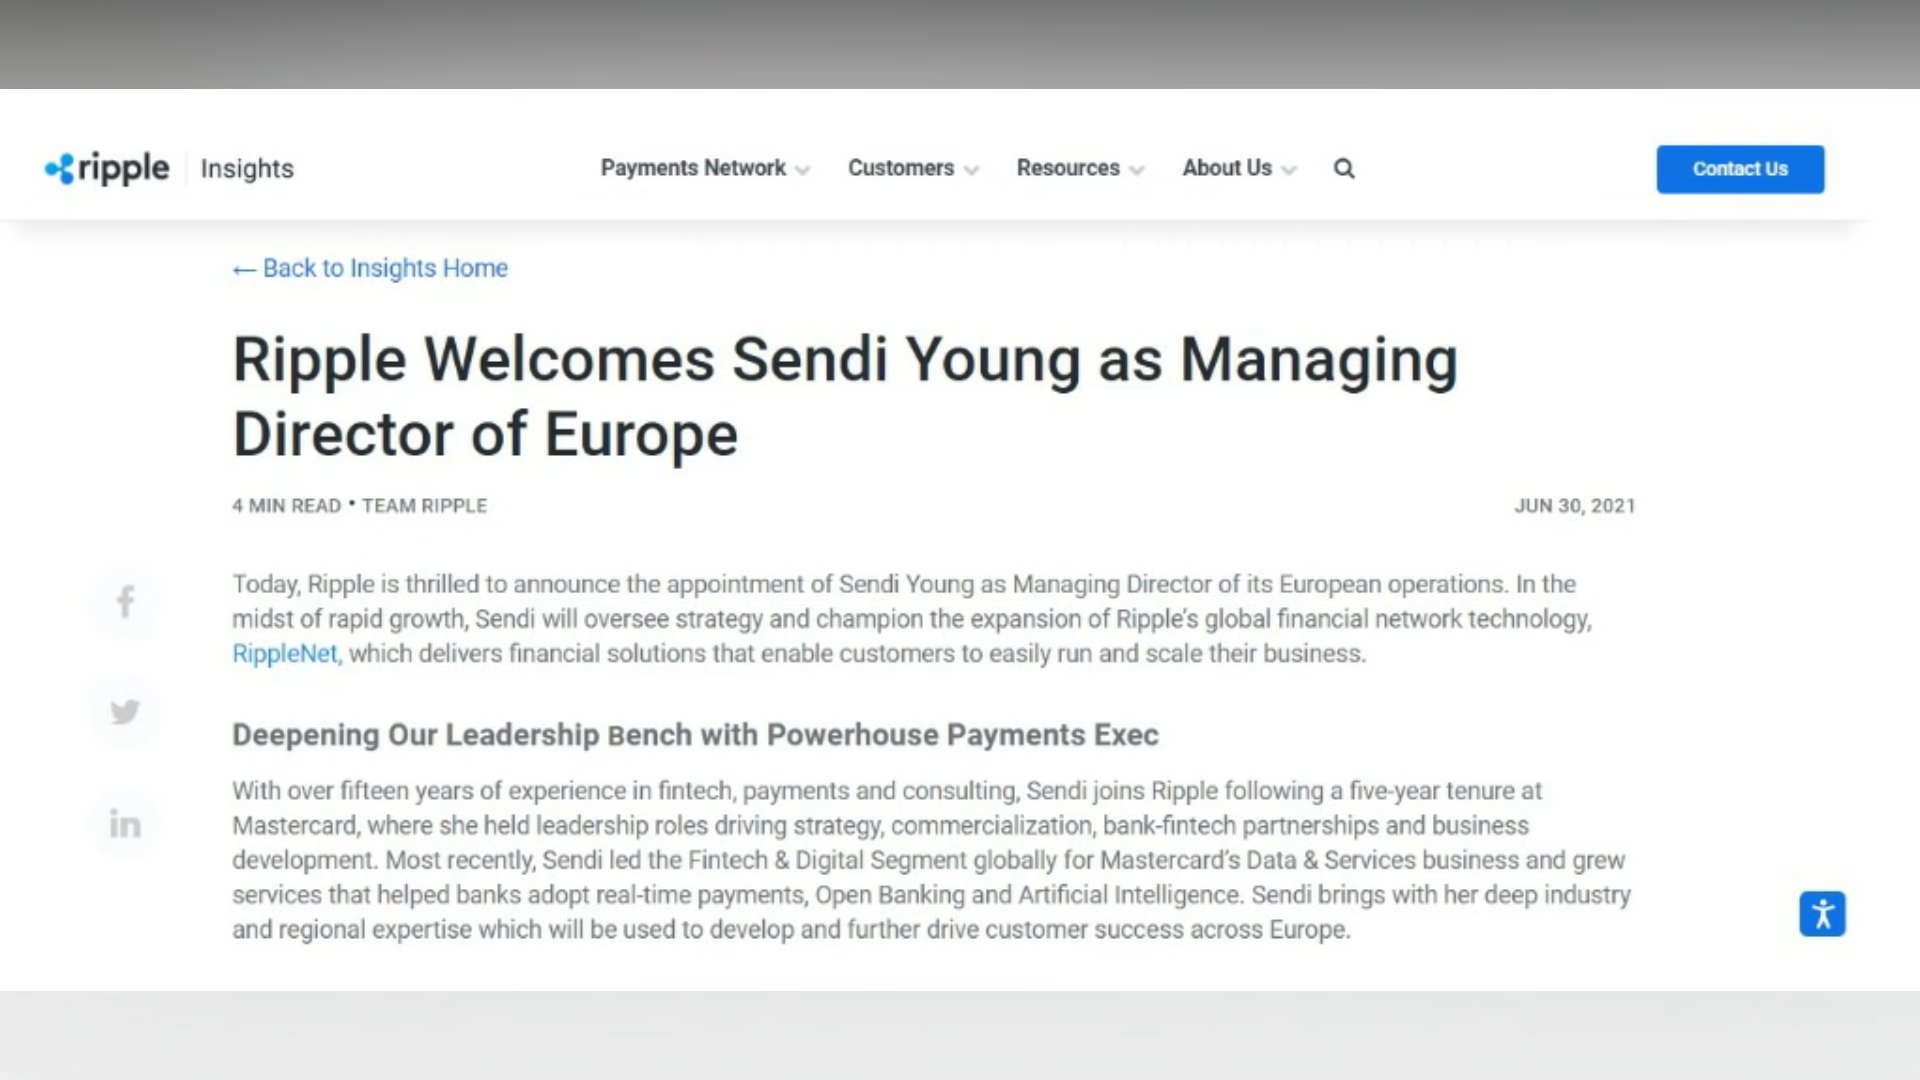 ripple Insights Payments Network Customers Resources About Us Contact Us
← Back to Insights Home
Ripple Welcomes Sendi Young as Managing
Director of Europe
4 MIN READ • TEAM RIPPLE JUN 30, 2021
Today, Ripple is thrilled to announce the appointment of Sendi Young as Managing Director of its European operations. In the
midst of rapid growth, Sendi will oversee strategy and champion the expansion of Ripple's global financial network technology,
RippleNet, which delivers financial solutions that enable customers to easily run and scale their business.
Deepening Our Leadership Bench with Powerhouse Payments Exec
With over fifteen years of experience in fintech, payments and consulting, Sendi joins Ripple following a five-year tenure at
Mastercard, where she held leadership roles driving strategy, commercialization, bank-fintech partnerships and business
development. Most recently, Sendi led the Fintech & Digital Segment globally for Mastercard's Data & Services business and grew
services that helped banks adopt real-time payments, Open Banking and Artificial Intelligence. Sendi brings with her deep industry
and regional expertise which will be used to develop and further drive customer success across Europe.